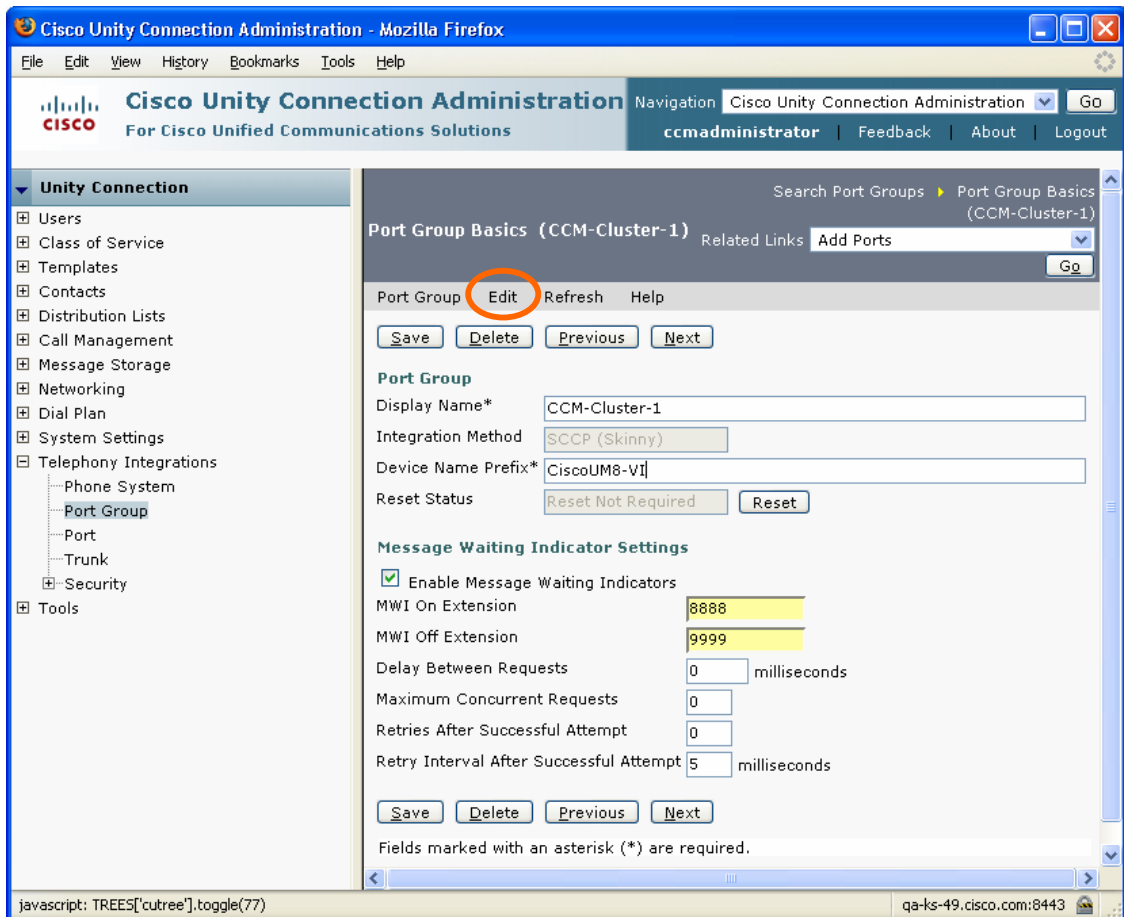 Cisco Unity Connection Administration - Mozilla Firefox
File Edit View History Bookmarks Tools Help
CISCO
Cisco Unity Connection Administration
For Cisco Unified Communications Solutions
Navigation Cisco Unity Connection Administration Go
ccmadministrator | Feedback | About | Logout
Unity Connection
Users
Class of Service
Templates
Contacts
Distribution Lists
Call Management
Message Storage
Networking
Dial Plan
System Settings
Telephony Integrations
Phone System
Port Group
Port
Trunk
Security
Tools
Search Port Groups Port Group Basics
(CCM-Cluster-1)
Port Group Basics (CCM-Cluster-1)
Related Links Add Ports
Go
Port Group Edit Refresh Help
Save Delete Previous Next
Port Group
Display Name* CCM-Cluster-1
Integration Method SCCP (Skinny)
Device Name Prefix* CiscoUM8-VI
Reset Status Reset Not Required Reset
Message Waiting Indicator Settings
Enable Message Waiting Indicators
MWI On Extension 8888
MWI Off Extension 9999
Delay Between Requests 0 milliseconds
Maximum Concurrent Requests 0
Retries After Successful Attempt 0
Retry Interval After Successful Attempt 5 milliseconds
Save Delete Previous Next
Fields marked with an asterisk (*) are required.
javascript: TREES['cutree'].toggle(77)
qa-ks-49.cisco.com:8443